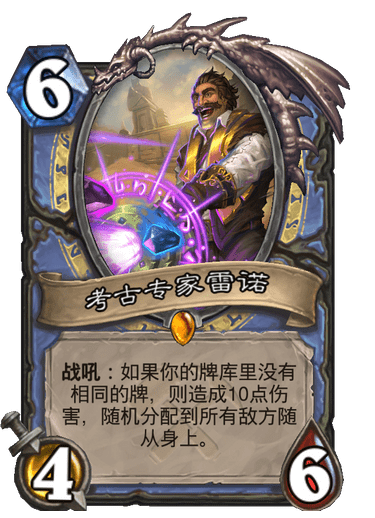 6
考古专家雷诺
战吼：如果你的牌库里没有
相同的牌，则造成10点伤
害，随机分配到所有敌方随
从身上。
4
6